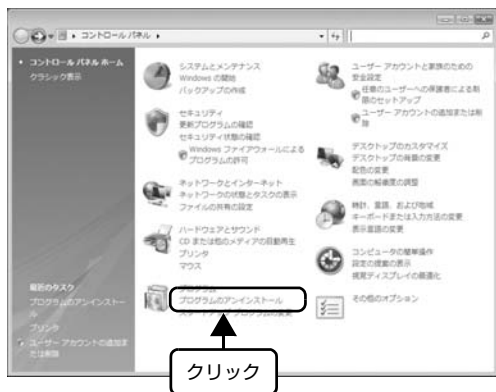 コントロール パネル
コントロール パネル ホーム
クラシック表示
システムとメンテナンス
Windows の開始
バックアップの作成
セキュリティ
更新プログラムの確認
セキュリティ状態の確認
Windows ファイアウォールによる
プログラムの許可
ネットワークとインターネット
ネットワークの状態とタスクの表示
ファイルの共有の設定
ハードウェアとサウンド
CD または他のメディアの自動再生
プリンタ
マウス
プログラム
プログラムのアンインストール
スタートアップ プログラムの変更
ユーザー アカウントと家族のための
安全設定
任意のユーザーへの保護者による制
限のセットアップ
ユーザー アカウントの追加または削
除
デスクトップのカスタマイズ
デスクトップの背景の変更
配色の変更
画面の解像度の調整
時計、言語、および地域
キーボードまたは入力方法の変更
表示言語の変更
コンピュータの簡単操作
設定の提案の表示
視覚ディスプレイの最適化
その他のオプション
最近のタスク
プログラムのアンインストー
ル
プリンタ
ユーザー アカウントの追加ま
たは削除
クリック